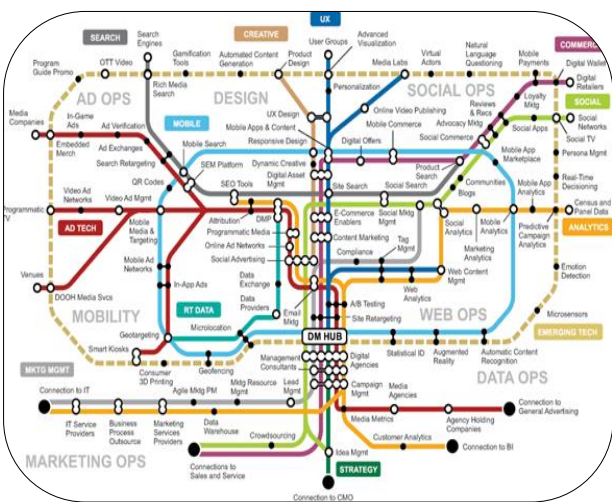 UX
SEARCH
CREATIVE
Search
Engines
User Groups
Advanced
Visualization
COMMERC
Program
Guide Promo
OTT Video
Gamification
Tools
Automated Content
Generation
Product
Design
Media Labs
Virtual
Actors
Natural
Language
Questioning
Mobile
Payments
Digital Wallet
Rich Media
Search
Personalization
Digital
Retailers
AD OPS
DESIGN
SOCIAL OPS
Loyalty
Mktg
SOCIAL
Media
Companies
In-Game
Ads
Ad Verification
MOBILE
UX Design
Online Video Publishing
Reviews
& Recs
Advocacy Mktg
Social Apps
Social
Networks
Embedded
Merch
Ad Exchanges
Mobile Apps & Content
Mobile
Commerce
Social
Commerce
Social TV
Search Retargeting
Mobile Search
Responsive Design
Digital Offers
Mobile App
Marketplace
Persona Mgmt
SEM Platform
Dynamic Creative
Product
Search
QR Codes
Digital Asset
Mgmt
Communities
Real-Time
Decisioning
Video Ad
Networks
Video Ad Mgmt
SEO Tools
Site Search
Social Search
Blogs
Mobile App
Analytics
Programmatic
TV
Attribution
DMP
E-Commerce
Enablers
Social Mktg
Mgmt
Census and
Panel Data
AD TECH
Mobile
Media &
Targeting
Programmatic Media
Social
Analytics
Mobile
Analytics
Predictive
Campaign
Analytics
ANALYTICS
Online Ad Networks
Content Marketing
Tag
Mgmt
Marketing
Analytics
Venues
Mobile Ad
Networks
Social Advertising
Compliance
Web Content
Mgmt
Emotion
Detection
In-App Ads
Data
Exchange
Web
Analytics
DOOH Media Svcs
RT DATA
Data
Providers
Email
Mktg
A/B Testing
Microsensors
MOBILITY
Microlocation
Site Retargeting
WEB OPS
EMERGING TECH
Geotargeting
DM HUB
Smart Kiosks
Statistical ID
Augmented
Reality
Automatic Content
Recognition
MKTG MGMT
Consumer
3D Printing
Geofencing
Management
Consultants
Digital
Agencies
DATA OPS
Connection to IT
Agile Mktg PM
Mktg Resource
Mgmt
Lead
Mgmt
Campaign
Mgmt
Media
Agencies
Connection to
General Advertising
IT Service
Providers
Business
Process
Outsource
Marketing
Services
Providers
Data
Warehouse
Media Metrics
Agency Holding
Companies
Crowdsourcing
Customer Analytics
Connection to BI
MARKETING OPS
Idea Mgmt
Connections to
Sales and Service
STRATEGY
Connection to CMO